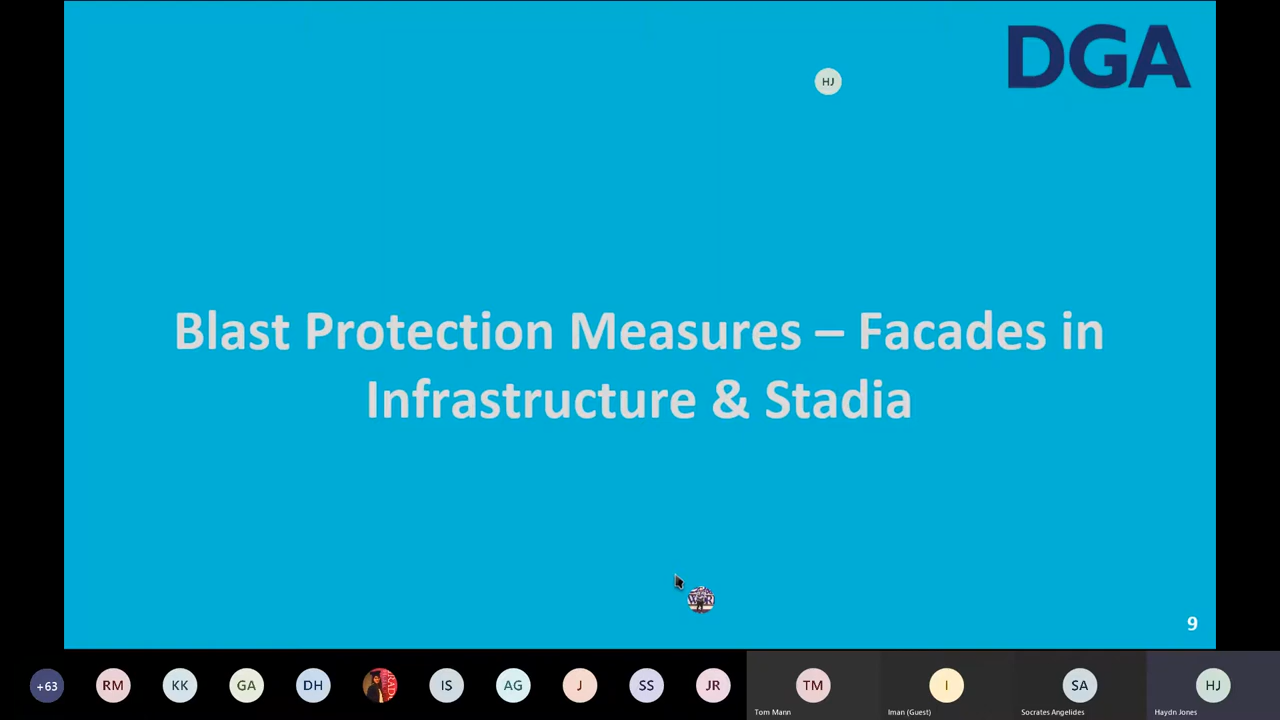 DGA
HJ
Blast Protection Measures – Facades in
Infrastructure & Stadia
9
+63
RM
KK
GA
DH
IS
AG
J
SS
JR
TM
I
SA
HJ
Tom Mann
Iman (Guest)
Socrates Angelides
Haydn Jones